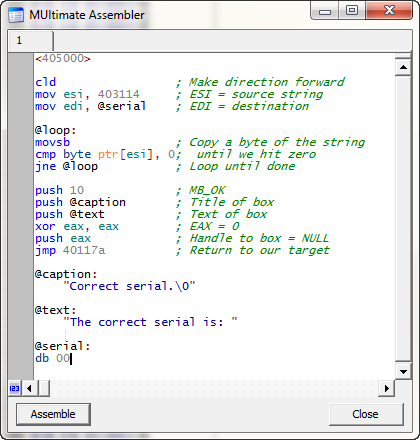 MUltimate Assembler
1
<405000>
cld ; Make direction forward
mov esi, 403114 ; ESI = source string
mov edi, @serial ; EDI = destination
@loop:
movsb ; Copy a byte of the string
cmp byte ptr[esi], 0; until we hit zero
jne @loop ; Loop until done
push 10 ; MB_OK
push @caption ; Title of box
push @text ; Text of box
xor eax, eax ; EAX = 0
push eax ; Handle to box = NULL
jmp 40117a ; Return to our target
@caption:
"Correct serial.\0"
@text:
"The correct serial is: "
@serial:
db 00
123
Assemble Close